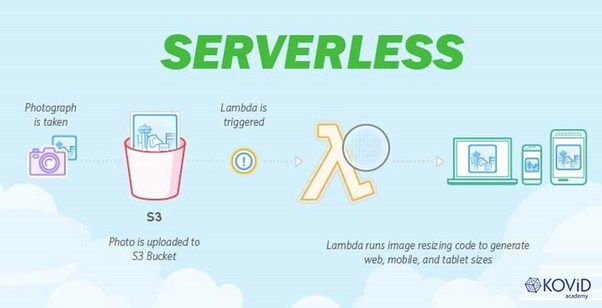 SERVERLESS
Photograph
is taken
Lambda is
triggered
S3
Photo is uploaded to
S3 Bucket
Lambda runs image resizing code to generate
web, mobile, and tablet sizes
KOViD
academy